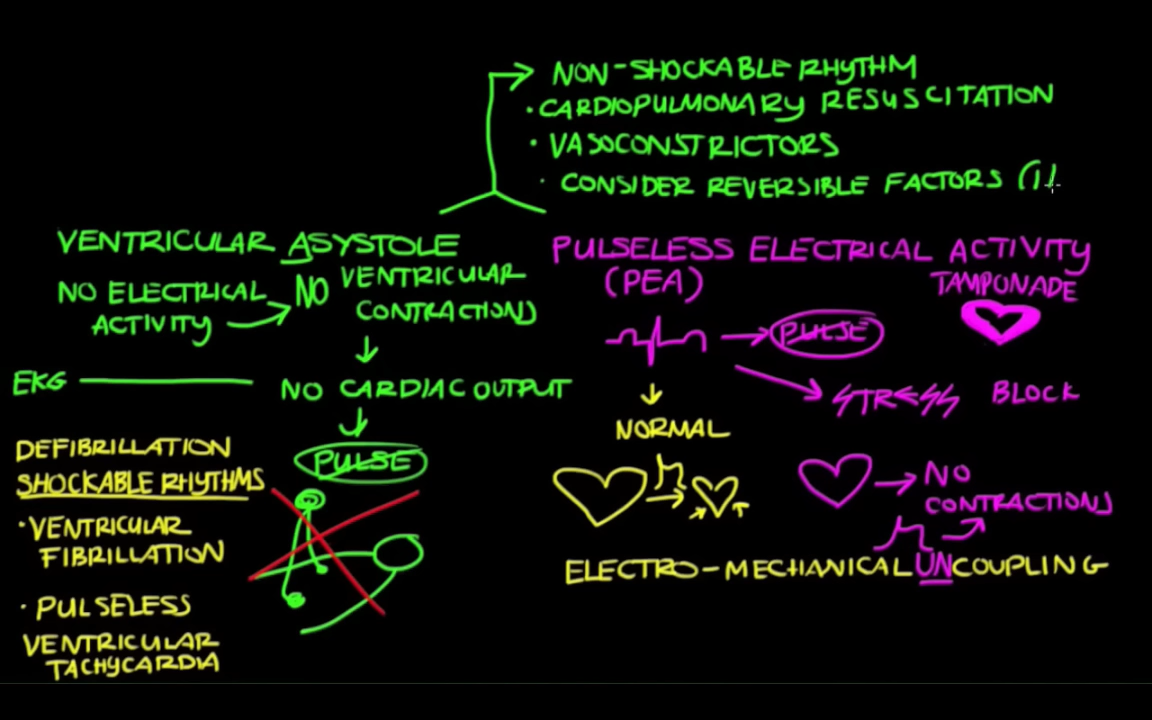 NON-SHOCKABLE RHYTHM
• CARDIOPULMONARY RESUSCITATION
• VASOCONSTRICTORS
• CONSIDER REVERSIBLE FACTORS (
VENTRICULAR ASYSTOLE
NO ELECTRICAL
ACTIVITY
NO VENTRICULAR
CONTRACTIONS
EKG
NO CARDIAC OUTPUT
PULSE
DEFIBRILLATION
SHOCKABLE RHYTHMS
• VENTRICULAR
FIBRILLATION
• PULSELESS
VENTRICULAR
TACHYCARDIA
PULSELESS ELECTRICAL ACTIVITY
(PEA)
TAMPONADE
PULSE
STRESS BLOCK
NORMAL
NO
CONTRACTIONS
ELECTRO-MECHANICAL UNCOUPLING